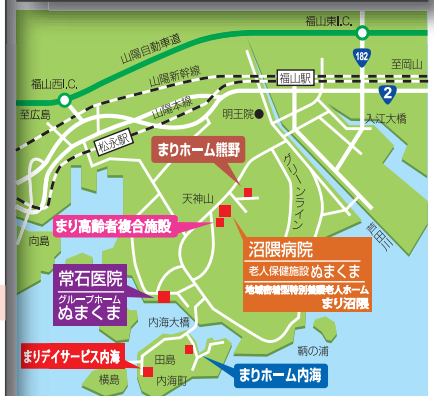 福山東I.C.
山陽自動車道
182
福山西I.C.
山陽新幹線
福山駅
至岡山
2
至広島
山陽本線
明王院
入江大橋
松永駅
まりホーム熊野
グリーンライン
天神山
芦田川
まり高齢者複合施設
向島
沼隈病院
老人保健施設 ぬまくま
地域密着型特別養護老人ホーム
まり沼隈
常石医院
グループホーム
ぬまくま
内海大橋
鞆の浦
まりデイサービス内海
田島
まりホーム内海
横島
内海町